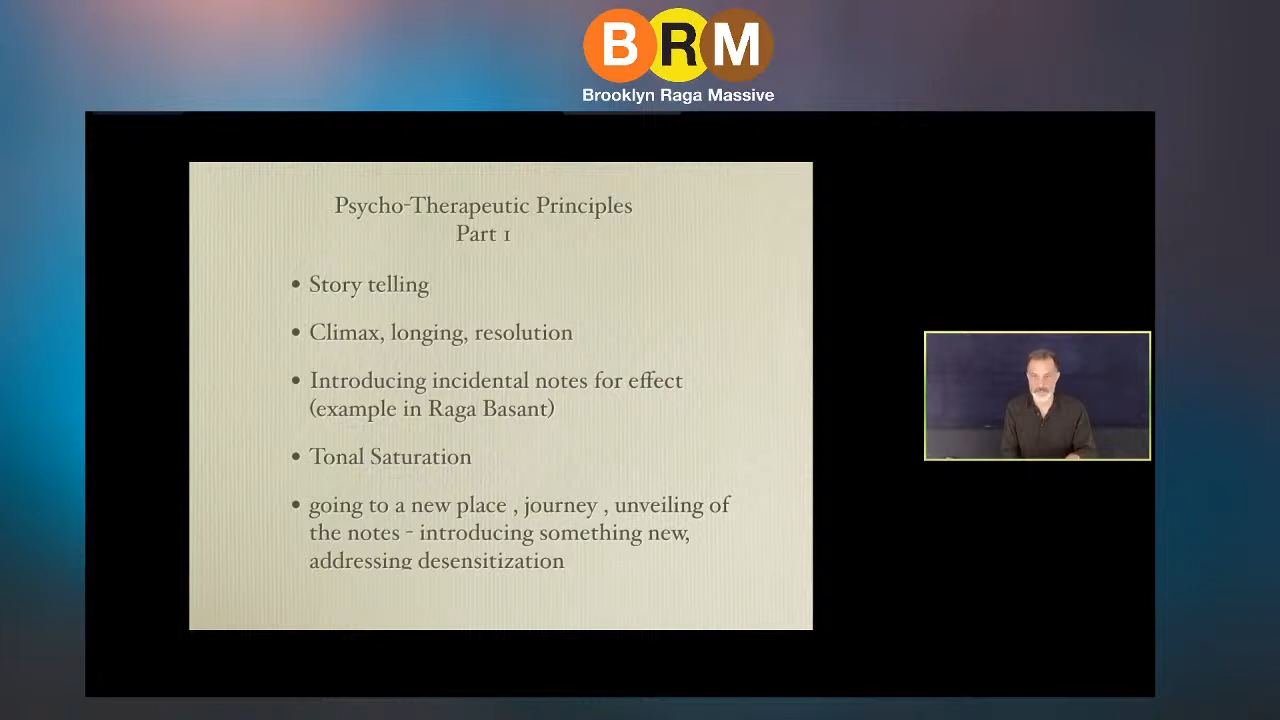 BRM
Brooklyn Raga Massive
Psycho-Therapeutic Principles
Part 1
• Story telling
• Climax, longing, resolution
• Introducing incidental notes for effect
(example in Raga Basant)
• Tonal Saturation
• going to a new place , journey , unveiling of
the notes - introducing something new,
addressing desensitization